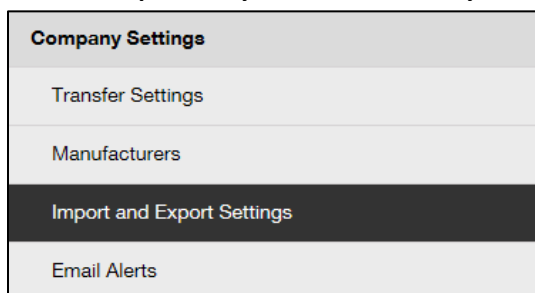 Company Settings
Transfer Settings
Manufacturers
Import and Export Settings
Email Alerts